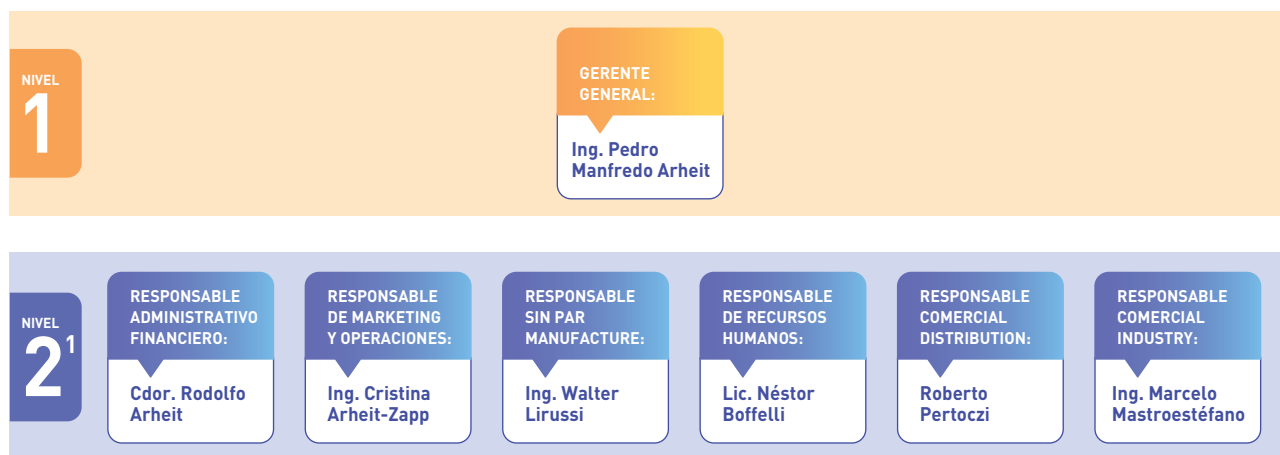 NIVEL
1
GERENTE
GENERAL:
Ing. Pedro
Manfredo Arheit
NIVEL
2¹
RESPONSABLE
ADMINISTRATIVO
FINANCIERO:
Cdor. Rodolfo
Arheit
RESPONSABLE
DE MARKETING
Y OPERACIONES:
Ing. Cristina
Arheit-Zapp
RESPONSABLE
SIN PAR
MANUFACTURE:
Ing. Walter
Lirussi
RESPONSABLE
DE RECURSOS
HUMANOS:
Lic. Néstor
Boffelli
RESPONSABLE
COMERCIAL
DISTRIBUTION:
Roberto
Pertoczi
RESPONSABLE
COMERCIAL
INDUSTRY:
Ing. Marcelo
Mastroestéfano